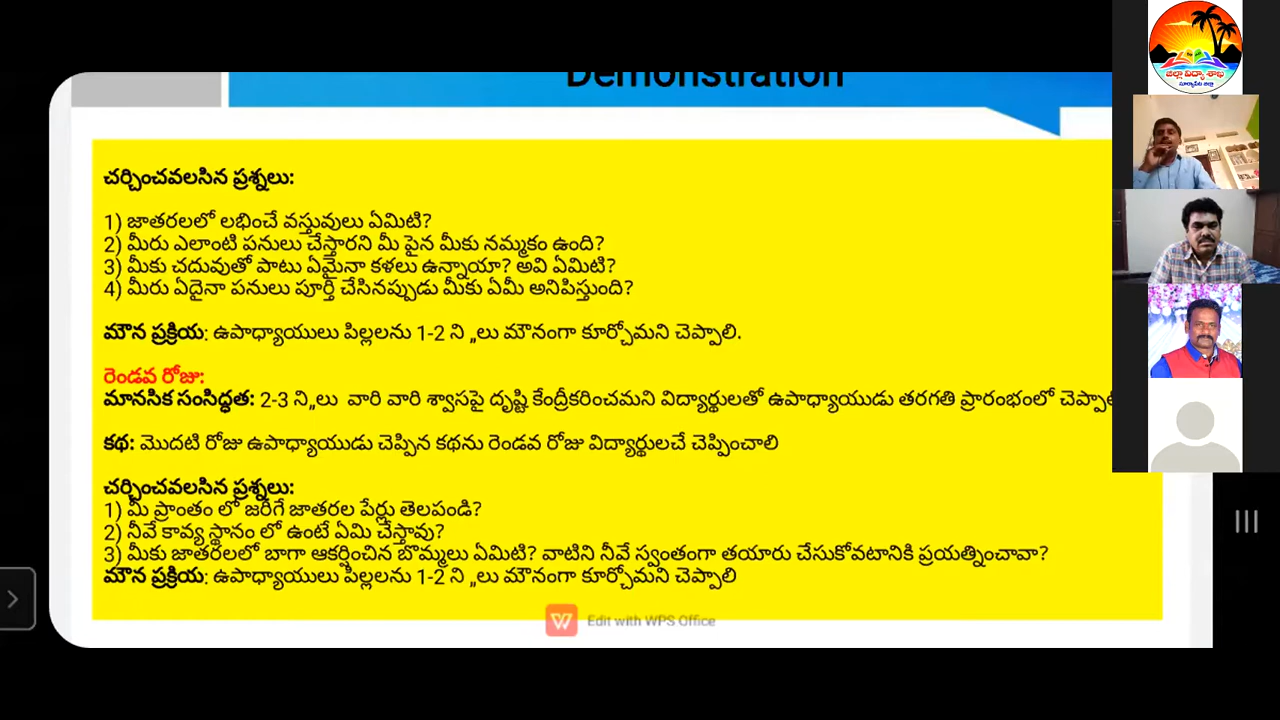 Demonstration
జిల్లా విద్యా శాఖ
సూర్యాపేట జిల్లా
చర్చించవలసిన ప్రశ్నలు:
1) జాతరలలో లభించే వస్తువులు ఏమిటి?
2) మీరు ఎలాంటి పనులు చేస్తారని మీ పైన మీకు నమ్మకం ఉంది?
3) మీకు చదువుతో పాటు ఏమైనా కళలు ఉన్నాయా? అవి ఏమిటి?
4) మీరు ఏదైనా పనులు పూర్తి చేసినప్పుడు మీకు ఏమీ అనిపిస్తుంది?
మౌన ప్రక్రియ: ఉపాధ్యాయులు పిల్లలను 1-2 ని „లు మౌనంగా కూర్చోమని చెప్పాలి.
రెండవ రోజు:
మానసిక సంసిద్ధత: 2-3 ని„లు వారి వారి శ్వాసపై దృష్టి కేంద్రీకరించమని విద్యార్థులతో ఉపాధ్యాయుడు తరగతి ప్రారంభంలో
కథ: మొదటి రోజు ఉపాధ్యాయుడు చెప్పిన కథను రెండవ రోజు విద్యార్థులచే చెప్పించాలి
చర్చించవలసిన ప్రశ్నలు:
1) మీ ప్రాంతం లో జరిగే జాతరల పేర్లు తెలపండి?
2) నీవే కావ్య స్థానం లో ఉంటే ఏమి చేస్తావు?
3) మీకు జాతరలలో బాగా ఆకర్షించిన బొమ్మలు ఏమిటి? వాటిని నీవే స్వంతంగా తయారు చేసుకోవటానికి ప్రయత్నించావా?
మౌన ప్రక్రియ: ఉపాధ్యాయులు పిల్లలను 1-2 ని „లు మౌనంగా కూర్చోమని చెప్పాలి
Edit with WPS Office